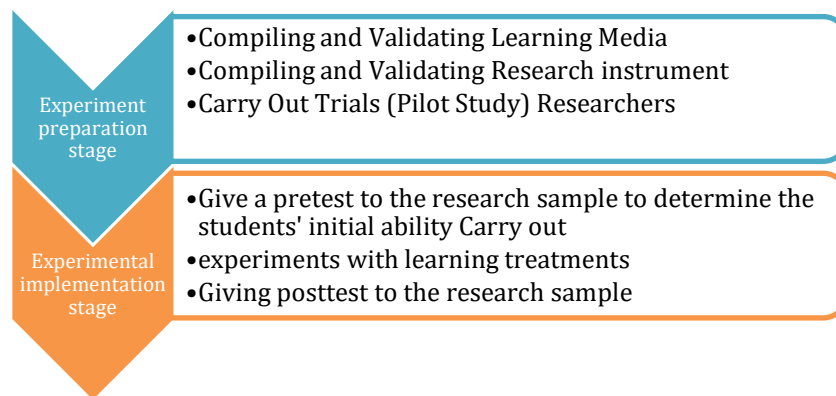 Experiment
preparation
stage
•Compiling and Validating Learning Media
•Compiling and Validating Research instrument
•Carry Out Trials (Pilot Study) Researchers
Experimental
implementation
stage
•Give a pretest to the research sample to determine the
students' initial ability Carry out
•experiments with learning treatments
•Giving posttest to the research sample